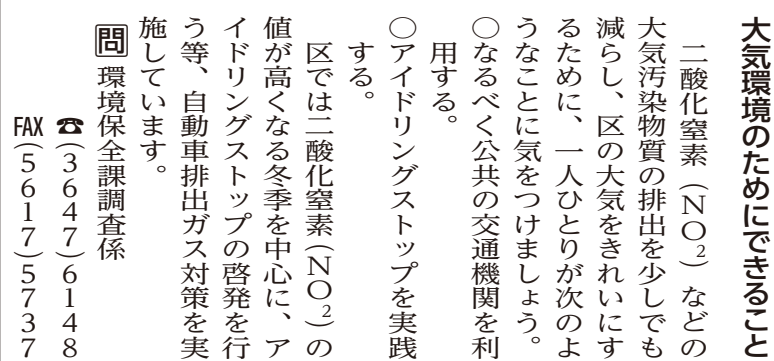 大気環境のためにできること
二酸化窒素（NO₂）などの
大気汚染物質の排出を少しでも
減らし、区の大気をきれいにす
るために、一人ひとりが次のよ
うなことに気をつけましょう。
○なるべく公共の交通機関を利
用する。
○アイドリングストップを実践
する。
区では二酸化窒素（NO₂）の
値が高くなる冬季を中心に、ア
イドリングストップの啓発を行
う等、自動車排出ガス対策を実
施しています。
問 環境保全課調査係
☎（3647）6148
FAX（5617）5737